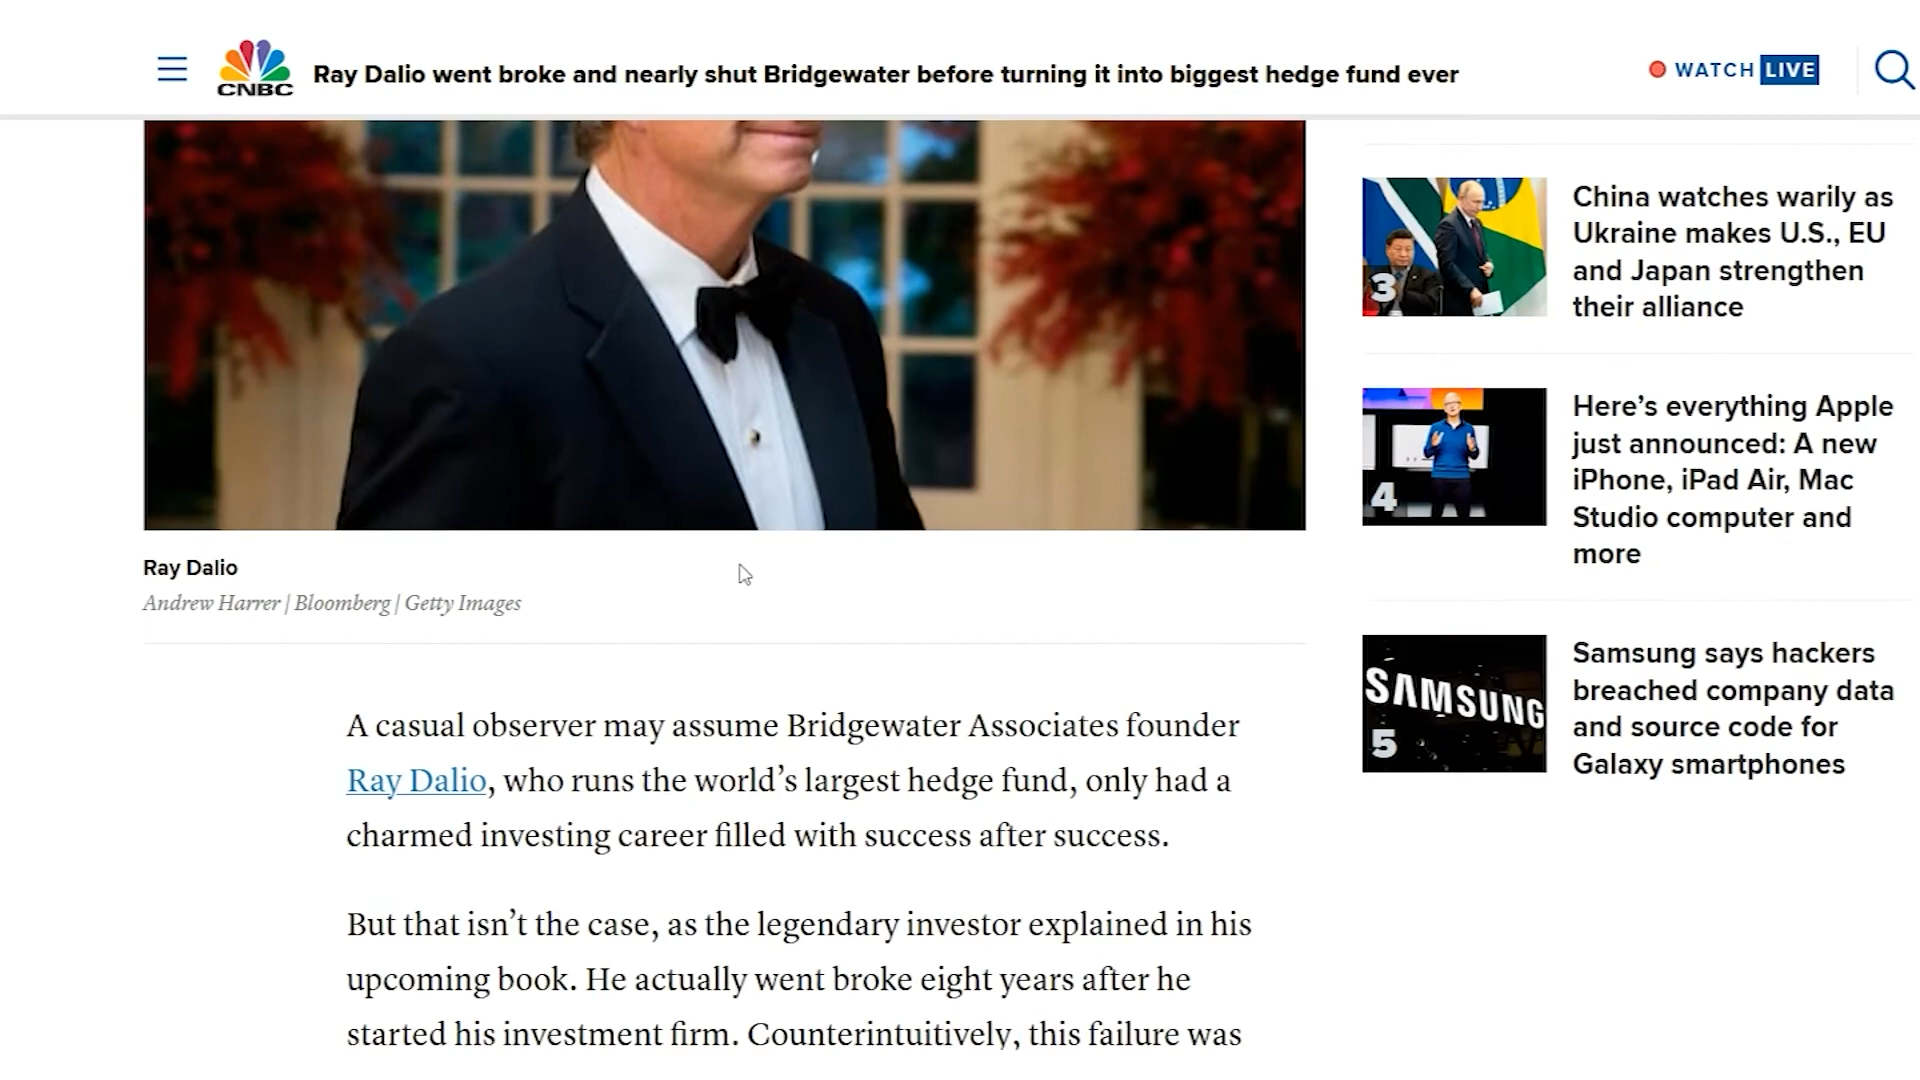 CNBC
Ray Dalio went broke and nearly shut Bridgewater before turning it into biggest hedge fund ever
WATCH LIVE
Ray Dalio
Andrew Harrer | Bloomberg | Getty Images
A casual observer may assume Bridgewater Associates founder
Ray Dalio, who runs the world’s largest hedge fund, only had a
charmed investing career filled with success after success.
But that isn’t the case, as the legendary investor explained in his
upcoming book. He actually went broke eight years after he
started his investment firm. Counterintuitively, this failure was
3
China watches warily as
Ukraine makes U.S., EU
and Japan strengthen
their alliance
4
Here’s everything Apple
just announced: A new
iPhone, iPad Air, Mac
Studio computer and
more
SAMSUNG
5
Samsung says hackers
breached company data
and source code for
Galaxy smartphones